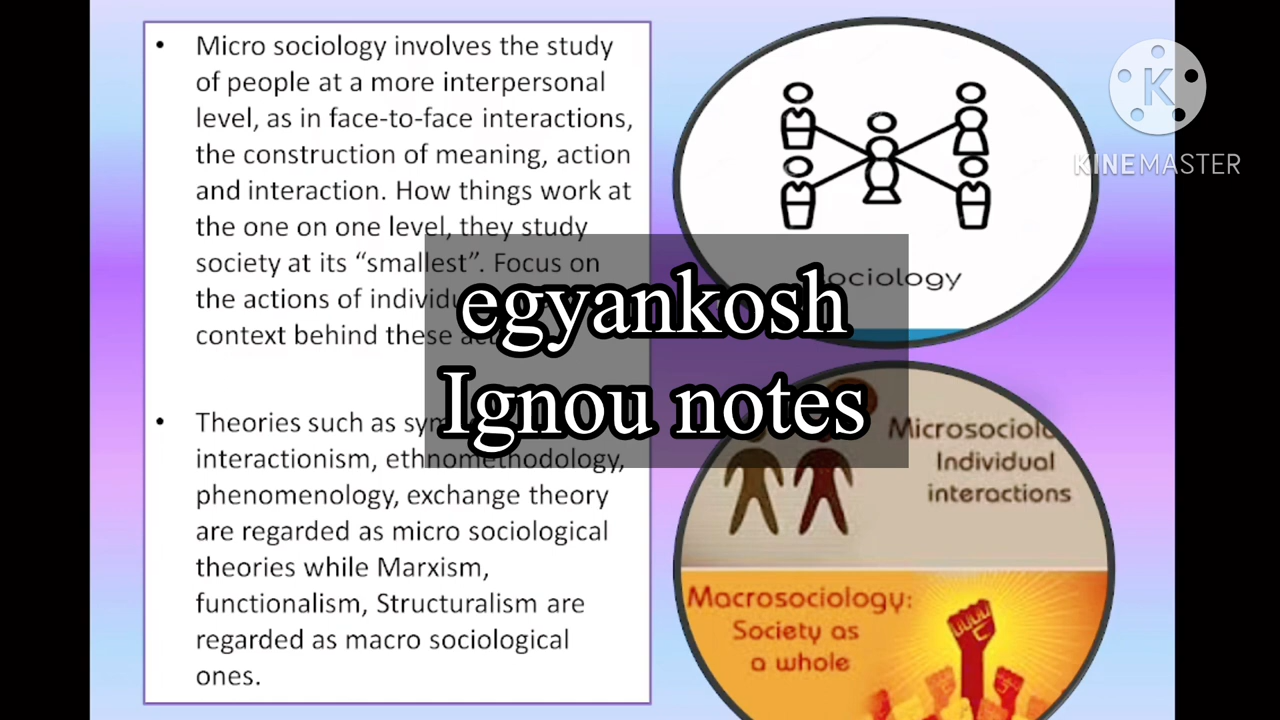 • Micro sociology involves the study
of people at a more interpersonal
level, as in face-to-face interactions,
the construction of meaning, action
and interaction. How things work at
the one on one level, they study
society at its “smallest”. Focus on
the actions of
context behind these
• Theories such as
interactionism, ethnomethodology,
phenomenology, exchange theory
are regarded as micro sociological
theories while Marxism,
functionalism, Structuralism are
regarded as macro sociological
ones.
egyankosh
Ignou notes
K
KINEMASTER
Individual
interactions
Macrosociology:
Society as
a whole